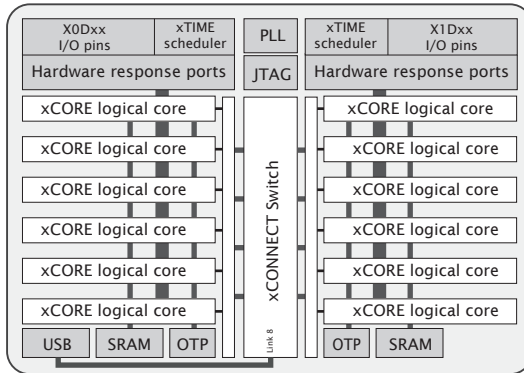 X0Dxx
I/O pins
xTIME
scheduler
PLL
xTIME
scheduler
X1Dxx
I/O pins
Hardware response ports
JTAG
Hardware response ports
xCORE logical core
xCORE logical core
xCORE logical core
xCORE logical core
xCORE logical core
xCORE logical core
xCONNECT Switch
Link 8
xCORE logical core
xCORE logical core
xCORE logical core
xCORE logical core
xCORE logical core
xCORE logical core
USB
SRAM
OTP
OTP
SRAM